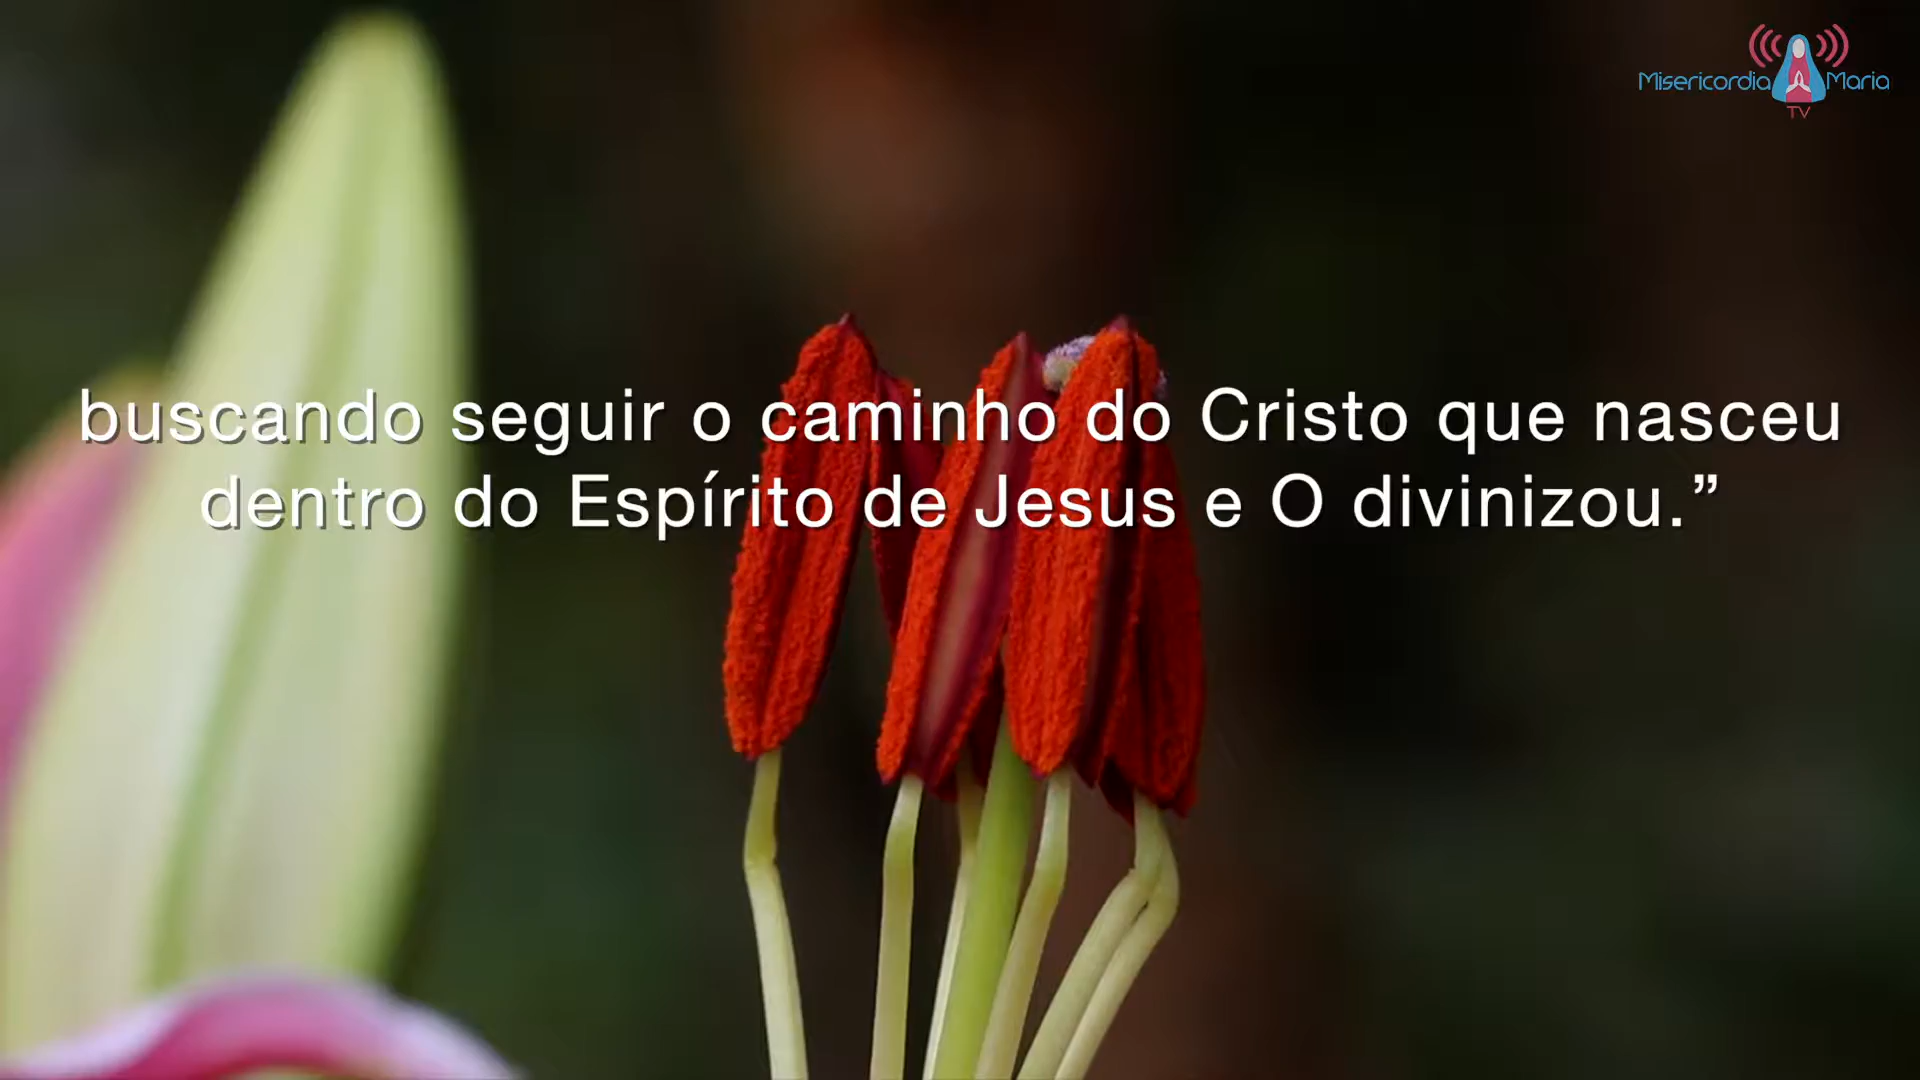 Misericordia Maria
TV
buscando seguir o caminho do Cristo que nasceu
dentro do Espírito de Jesus e O divinizou.”